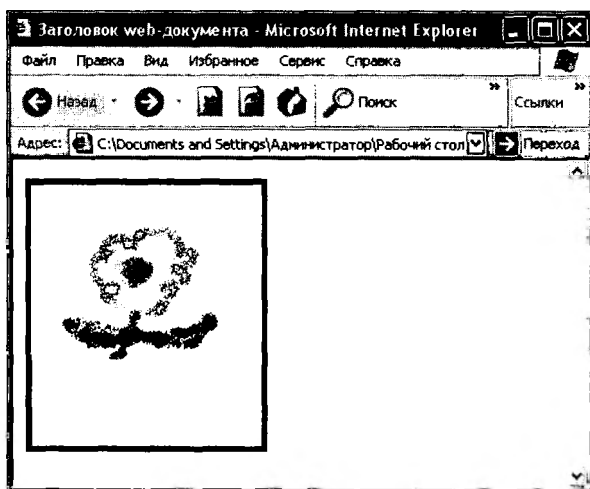 Заголовок web-документа - Microsoft Internet Explorer
Файл Правка Вид Избранное Сервис Справка
Назад Поиск » Ссылки »
Адрес: C:\Documents and Settings\Администратор\Рабочий стол Переход